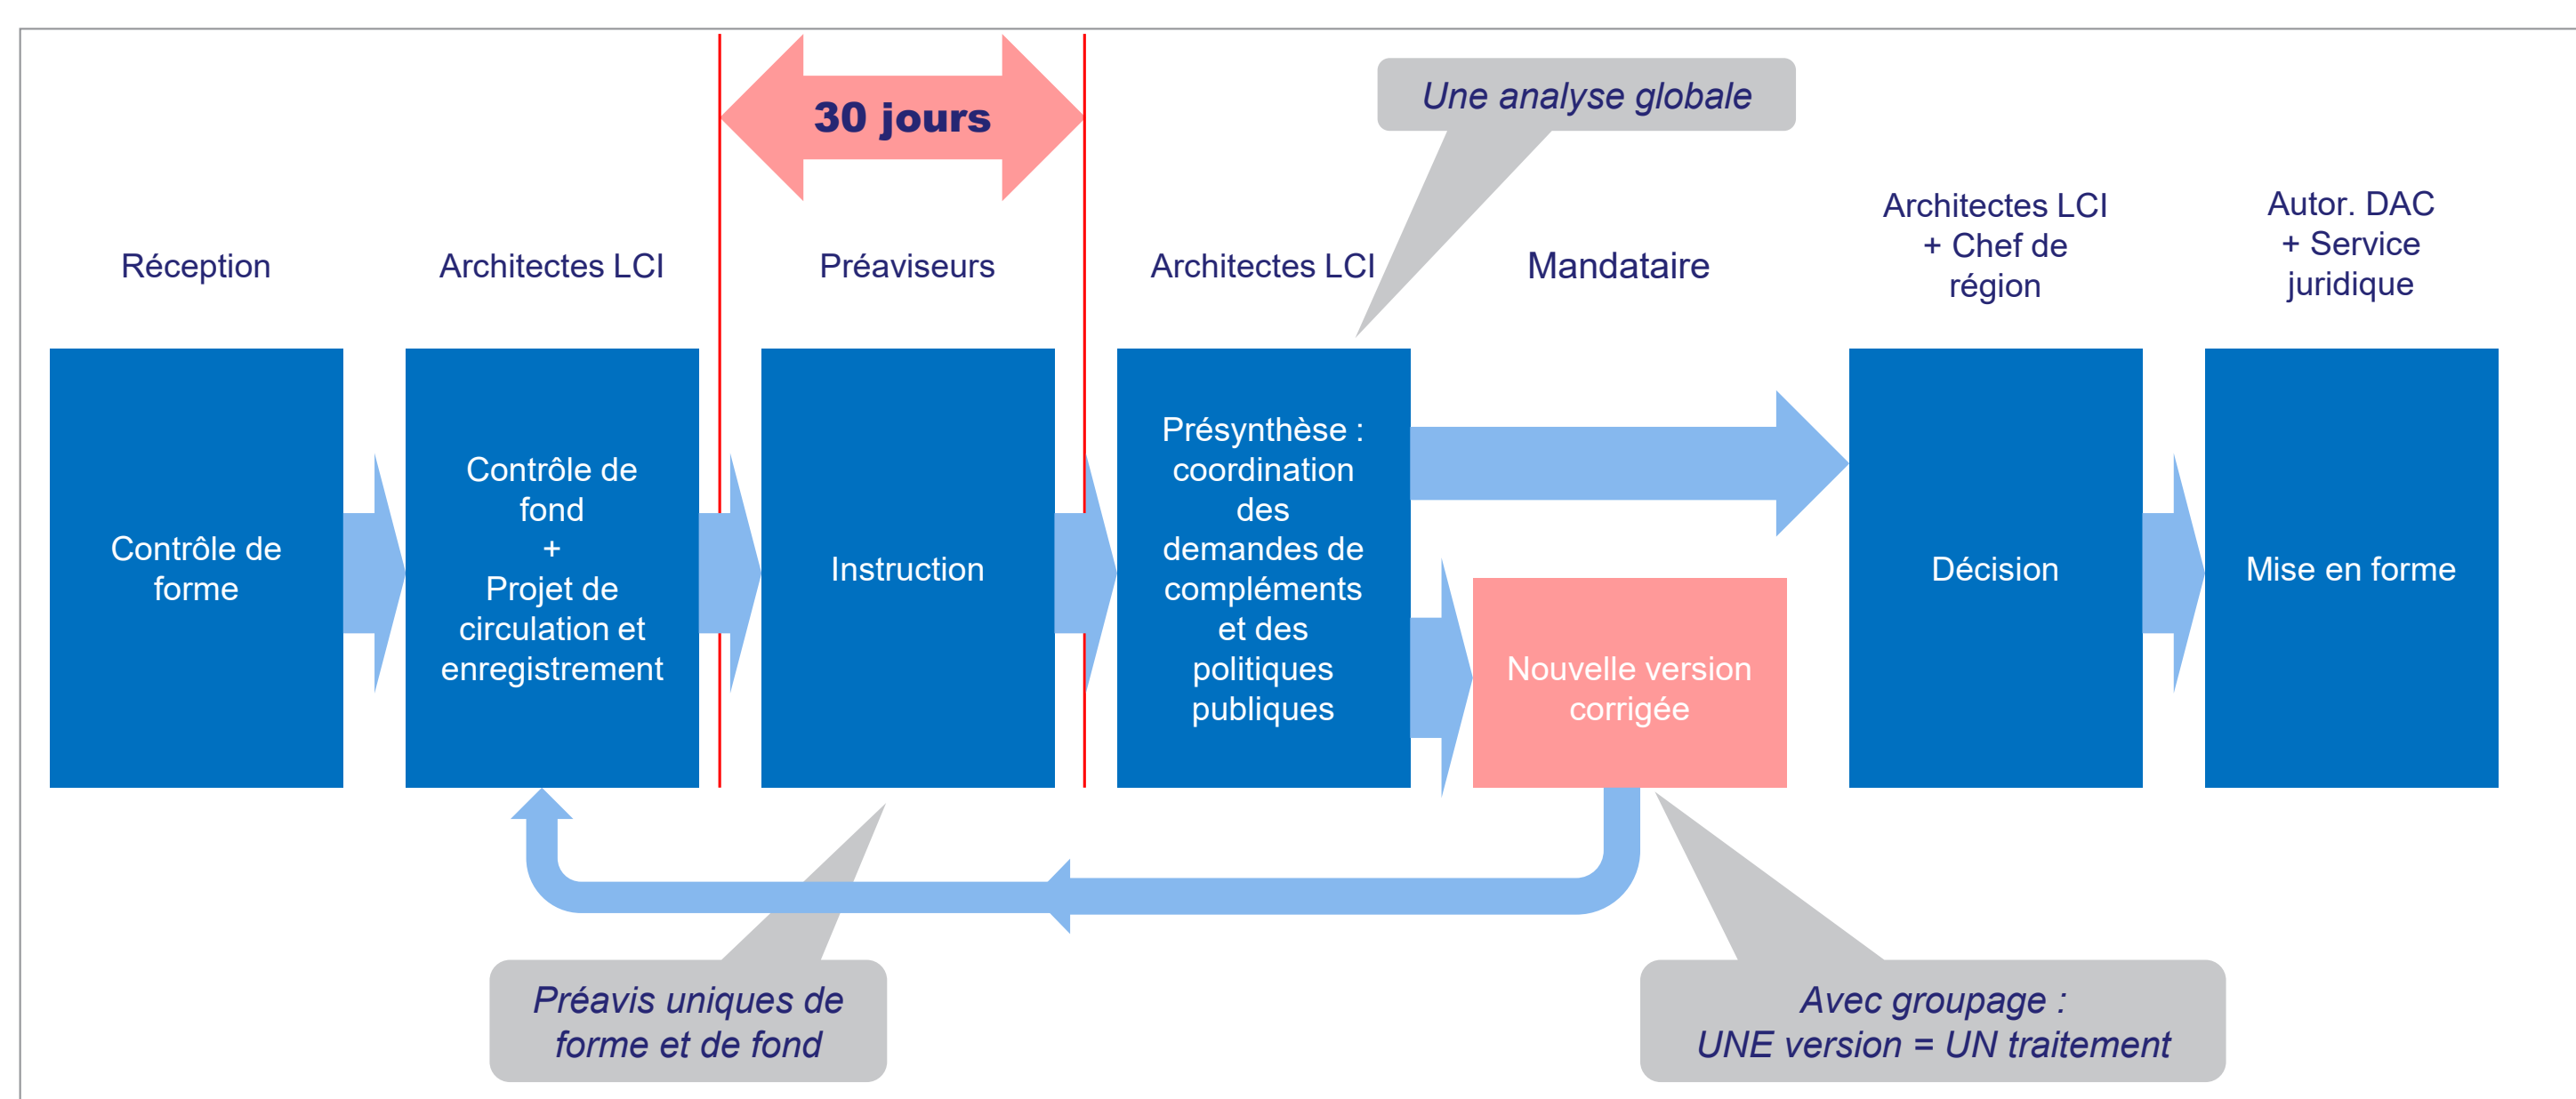 30 jours
Une analyse globale
Réception
Architectes LCI
Préaviseurs
Architectes LCI
Mandataire
Architectes LCI
+ Chef de
région
Autor. DAC
+ Service
juridique
Contrôle de
forme
Contrôle de
fond
+
Projet de
circulation et
enregistrement
Instruction
Présynthèse :
coordination
des
demandes de
compléments
et des
politiques
publiques
Nouvelle version
corrigée
Décision
Mise en forme
Préavis uniques de
forme et de fond
Avec groupage :
UNE version = UN traitement